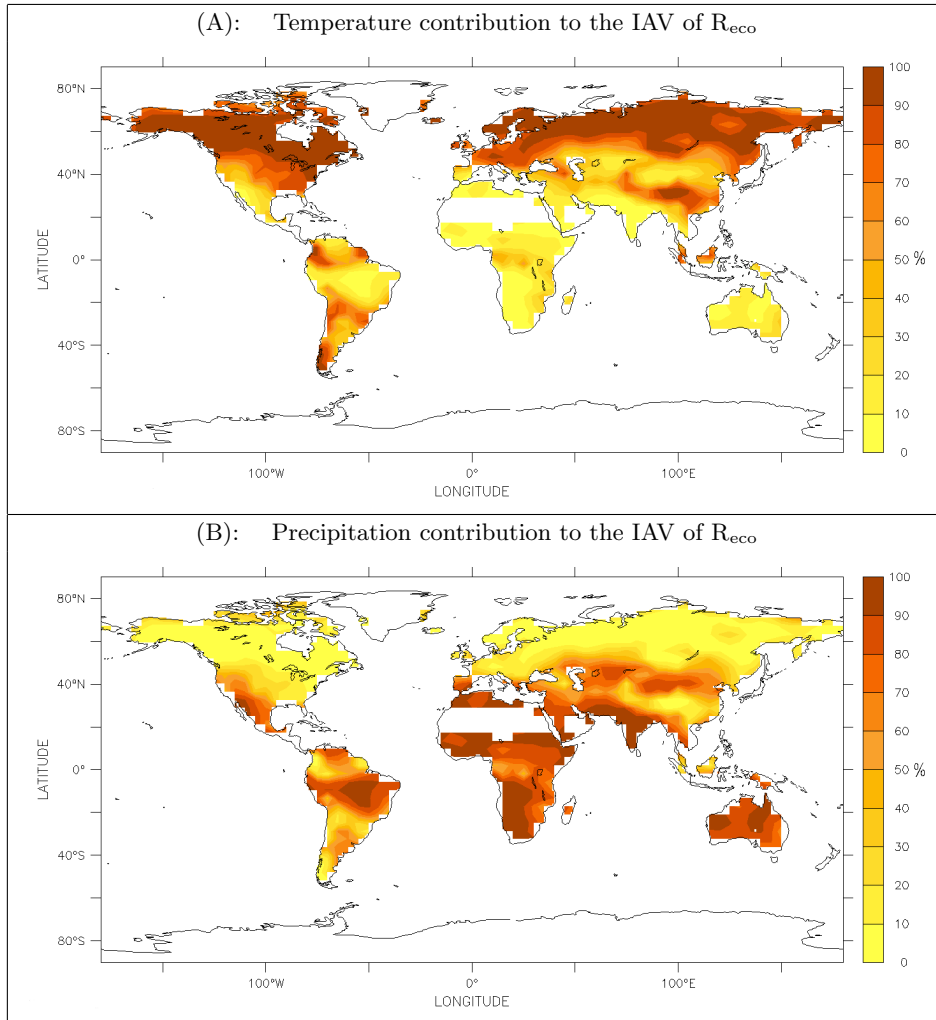 (A): Temperature contribution to the IAV of Reco
80°N
40°N
0°
40°S
80°S
LATITUDE
100°W 0° 100°E
LONGITUDE
100
90
80
70
60
50 %
40
30
20
10
0
(B): Precipitation contribution to the IAV of Reco
80°N
40°N
0°
40°S
80°S
LATITUDE
100°W 0° 100°E
LONGITUDE
100
90
80
70
60
50 %
40
30
20
10
0